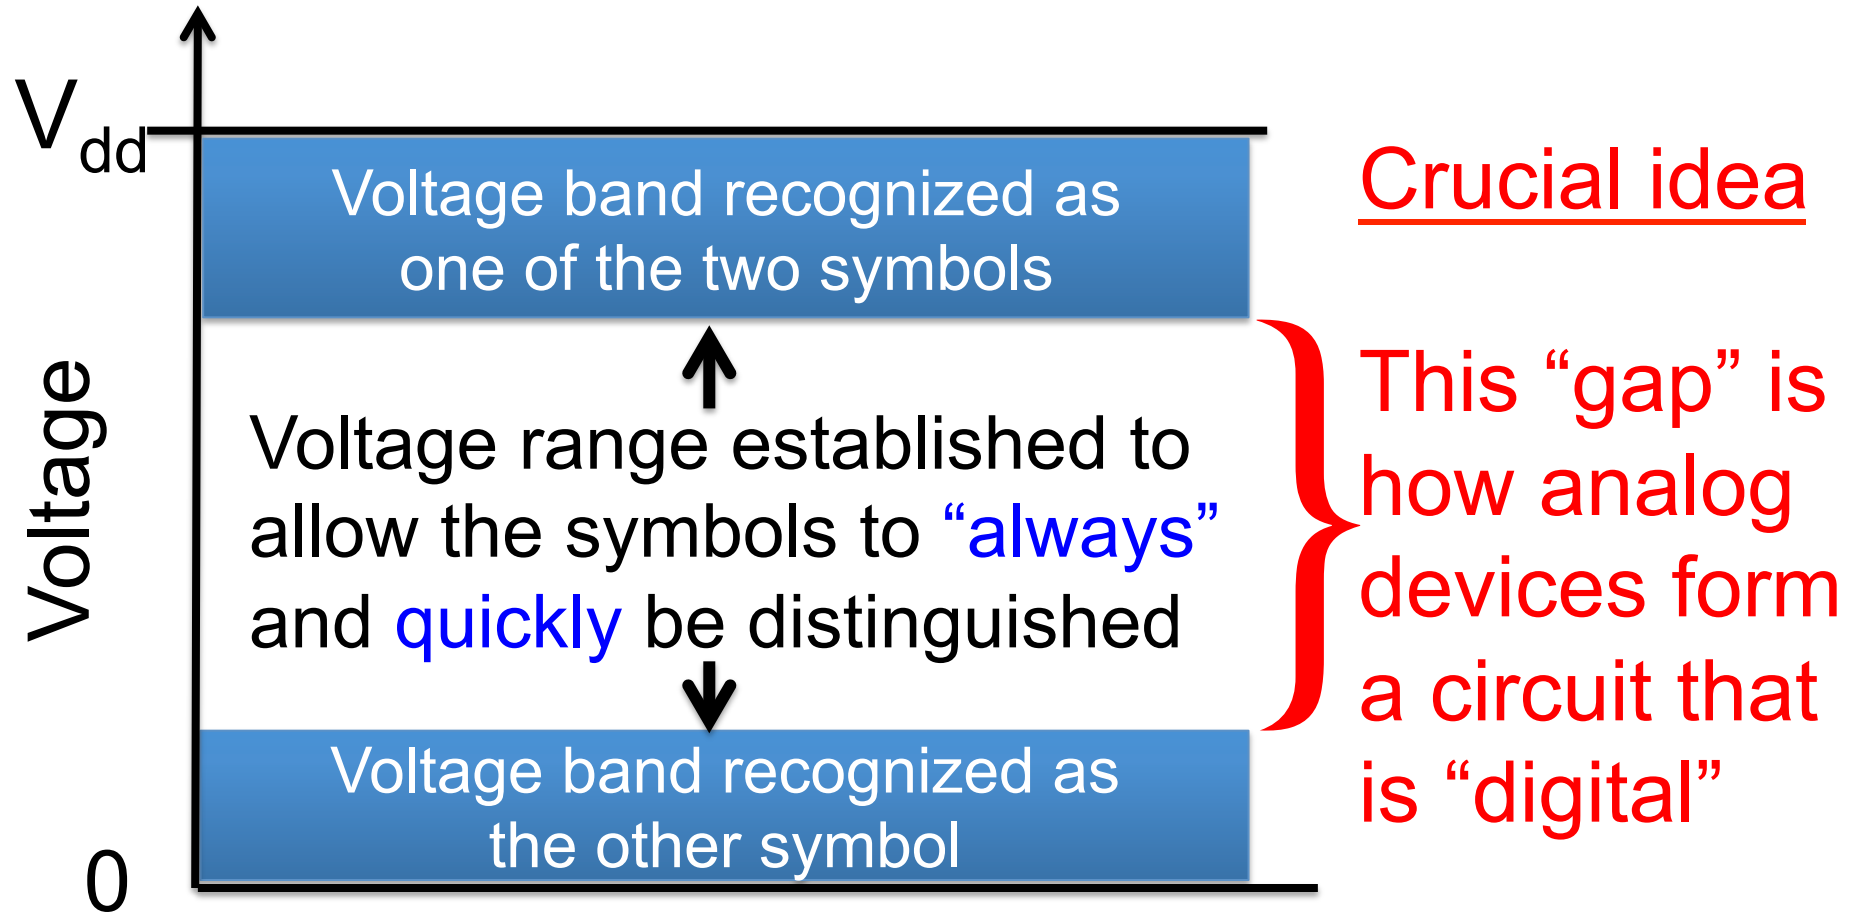 V
dd
Voltage
0
Voltage band recognized as
one of the two symbols
Voltage range established to
allow the symbols to “always”
and quickly be distinguished
Voltage band recognized as
the other symbol
Crucial idea
This “gap” is
how analog
devices form
a circuit that
is “digital”